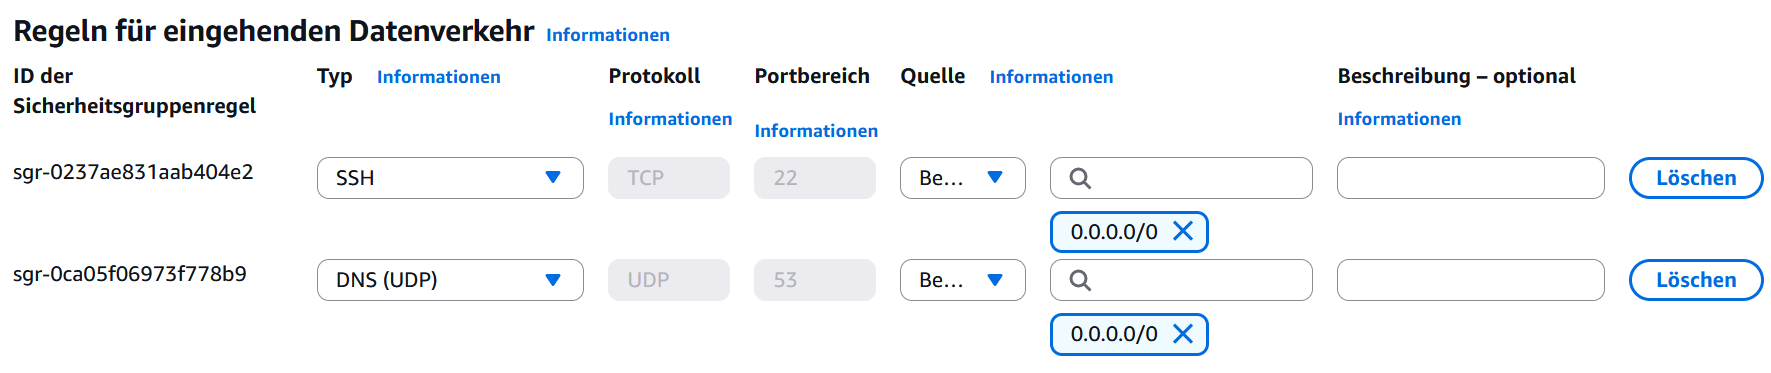 Regeln für eingehenden Datenverkehr Informationen
ID der Sicherheitsgruppenregel
Typ Informationen
Protokoll Informationen
Portbereich Informationen
Quelle Informationen
Beschreibung – optional Informationen
sgr-0237ae831aab404e2 SSH TCP 22 Be... Löschen
0.0.0.0/0
sgr-0ca05f06973f778b9 DNS (UDP) UDP 53 Be... Löschen
0.0.0.0/0